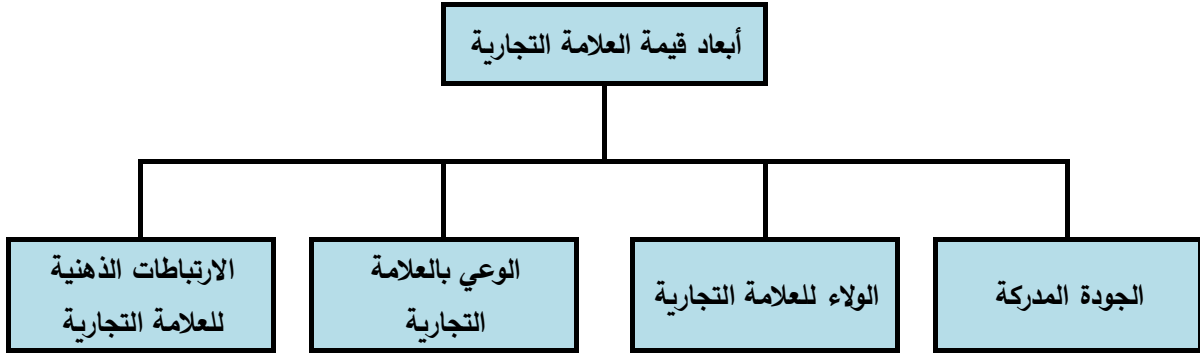 أبعاد قيمة العلامة التجارية
الجودة المدركة
الولاء للعلامة التجارية
الوعي بالعلامة
التجارية
الارتباطات الذهنية
للعلامة التجارية